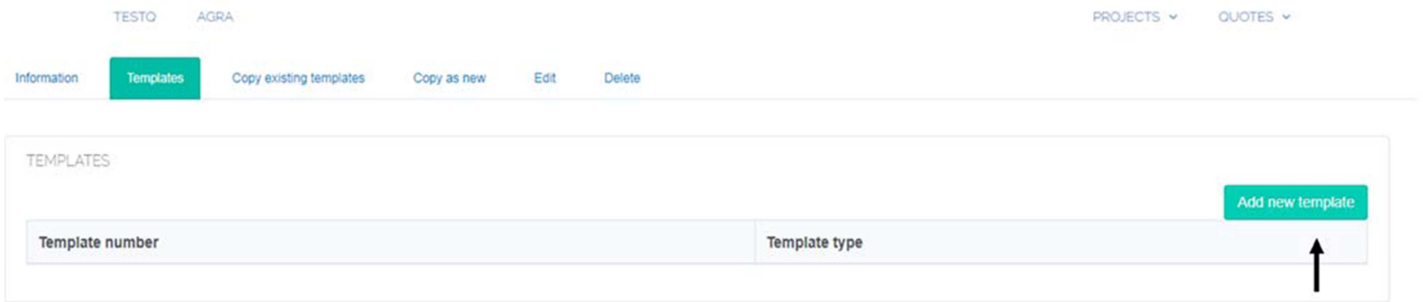 TESTQ AGRA PROJECTS QUOTES
Information Templates Copy existing templates Copy as new Edit Delete
TEMPLATES
Add new template
Template number Template type